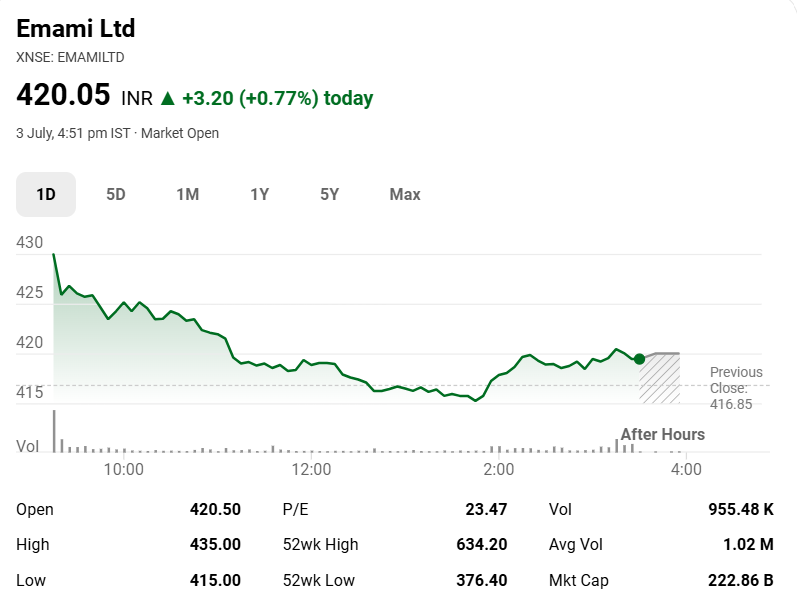 Emami Ltd
XNSE: EMAMILTD
420.05 INR ▲ +3.20 (+0.77%) today
3 July, 4:51 pm IST · Market Open
1D 5D 1M 1Y 5Y Max
430
425
420
415
Previous
Close:
416.85
After Hours
Vol
10:00 12:00 2:00 4:00
Open 420.50 P/E 23.47 Vol 955.48 K
High 435.00 52wk High 634.20 Avg Vol 1.02 M
Low 415.00 52wk Low 376.40 Mkt Cap 222.86 B